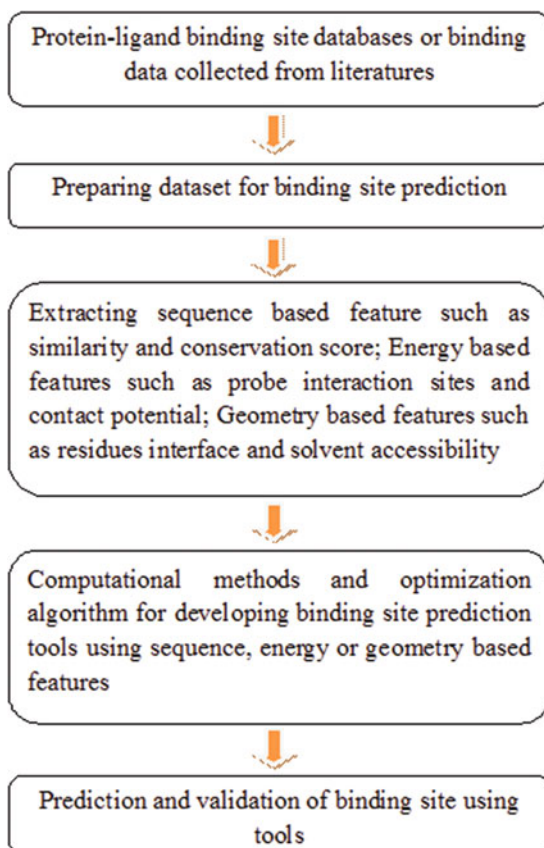 Protein-ligand binding site databases or binding
data collected from literatures
Preparing dataset for binding site prediction
Extracting sequence based feature such as
similarity and conservation score; Energy based
features such as probe interaction sites and
contact potential; Geometry based features such
as residues interface and solvent accessibility
Computational methods and optimization
algorithm for developing binding site prediction
tools using sequence, energy or geometry based
features
Prediction and validation of binding site using
tools